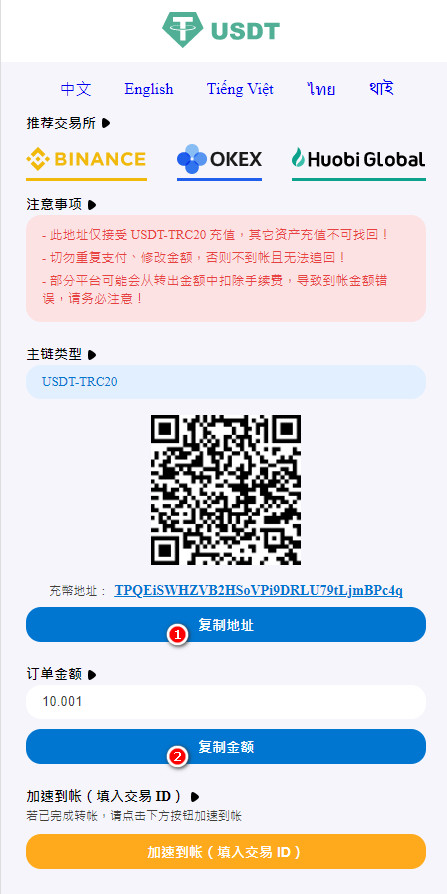 USDT
中文 English Tiếng Việt ไทย थाई
推荐交易所
BINANCE OKEX Huobi Global
注意事项
- 此地址仅接受 USDT-TRC20 充值，其它资产充值不可找回！
- 切勿重复支付、修改金额，否则不到帐且无法追回！
- 部分平台可能会从转出金额中扣除手续费，导致到帐金额错
误，请务必注意！
主链类型
USDT-TRC20
充幣地址： TPQEiSWHZVB2HSoVPi9DRLU79tLjmBPc4q
复制地址
1
订单金额
10.001
复制金额
2
加速到帐（填入交易 ID）
若已完成转帐，请点击下方按钮加速到帐
加速到帐（填入交易 ID）